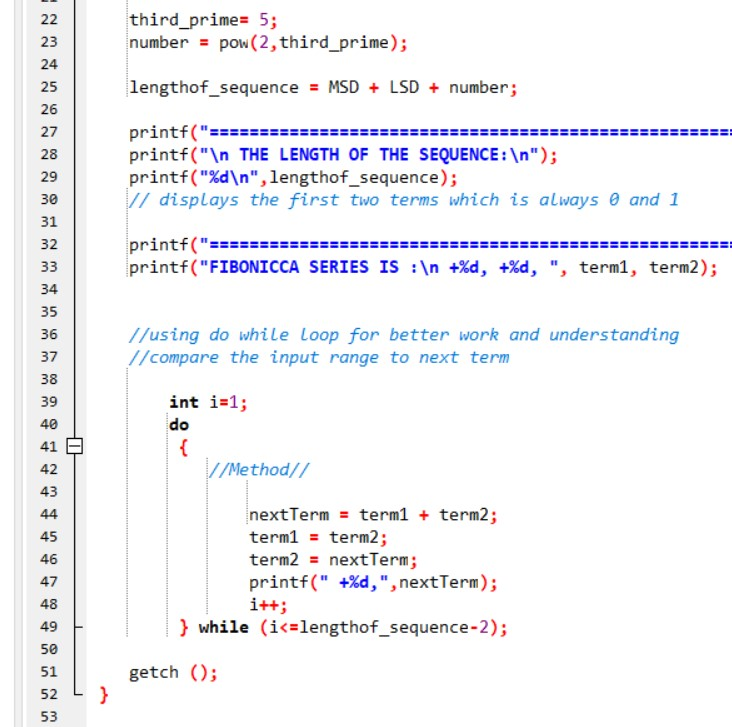 22 third_prime= 5;
23 number = pow(2,third_prime);
24
25 lengthof_sequence = MSD + LSD + number;
26
27 printf("=====================================================
28 printf("\n THE LENGTH OF THE SEQUENCE:\n");
29 printf("%d\n",lengthof_sequence);
30 // displays the first two terms which is always 0 and 1
31
32 printf("=====================================================
33 printf("FIBONICCA SERIES IS :\n +%d, +%d, ", term1, term2);
34
35
36 //using do while loop for better work and understanding
37 //compare the input range to next term
38
39 int i=1;
40 do
41 {
42 //Method//
43
44 nextTerm = term1 + term2;
45 term1 = term2;
46 term2 = nextTerm;
47 printf(" +%d,",nextTerm);
48 i++;
49 } while (i<=lengthof_sequence-2);
50
51 getch ();
52 }
53